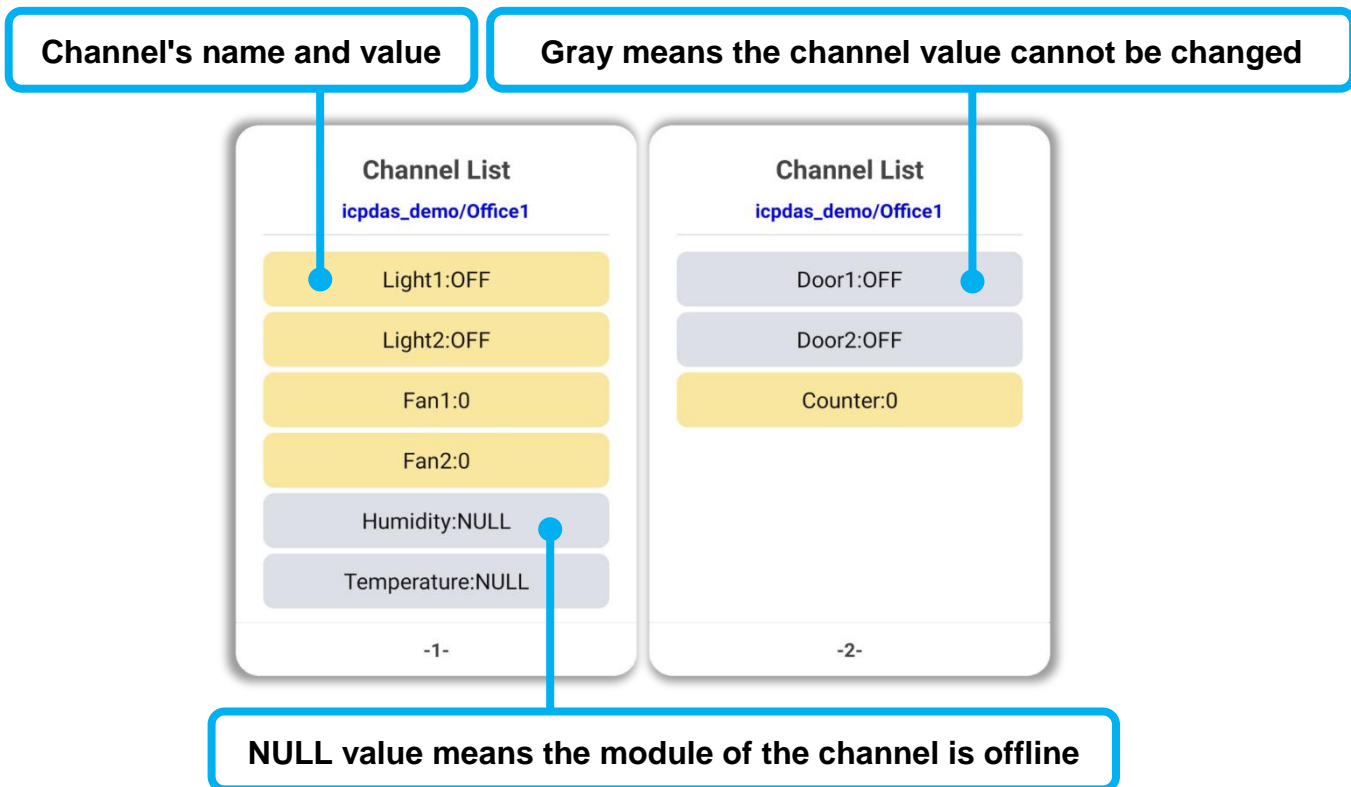 Channel's name and value
Gray means the channel value cannot be changed
Channel List
icpdas_demo/Office1
Light1:OFF
Light2:OFF
Fan1:0
Fan2:0
Humidity:NULL
Temperature:NULL
-1-
Channel List
icpdas_demo/Office1
Door1:OFF
Door2:OFF
Counter:0
-2-
NULL value means the module of the channel is offline